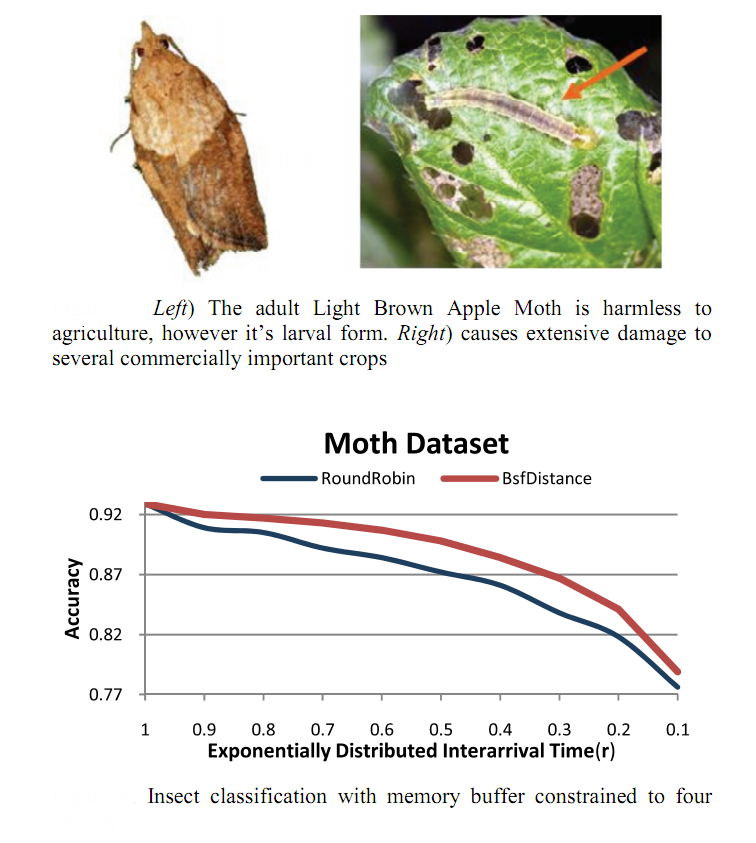 Left) The adult Light Brown Apple Moth is harmless to
agriculture, however it’s larval form. Right) causes extensive damage to
several commercially important crops
Moth Dataset
RoundRobin BsfDistance
0.92
0.87
0.82
0.77
Accuracy
1 0.9 0.8 0.7 0.6 0.5 0.4 0.3 0.2 0.1
Exponentially Distributed Interarrival Time(r)
Insect classification with memory buffer constrained to four